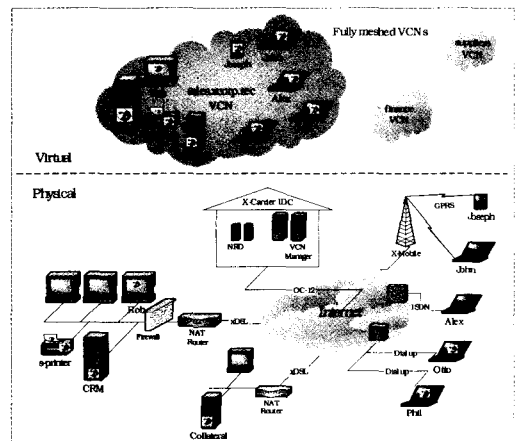 Fully meshed VCNs
VCN
Joseph
sales.xcorp.sec
VCN
Alex
finance
VCN
Virtual
Physical
X-Carrier IDC
NRD
VCN
Manager
GPRS
Joseph
X-Mobile
John
OC-12
Internet
ISDN
Alex
Rob
Firewall
NAT
Router
xDSL
s-printer
CRM
Dial up
Otto
Dial up
Phil
xDSL
NAT
Router
Collateral